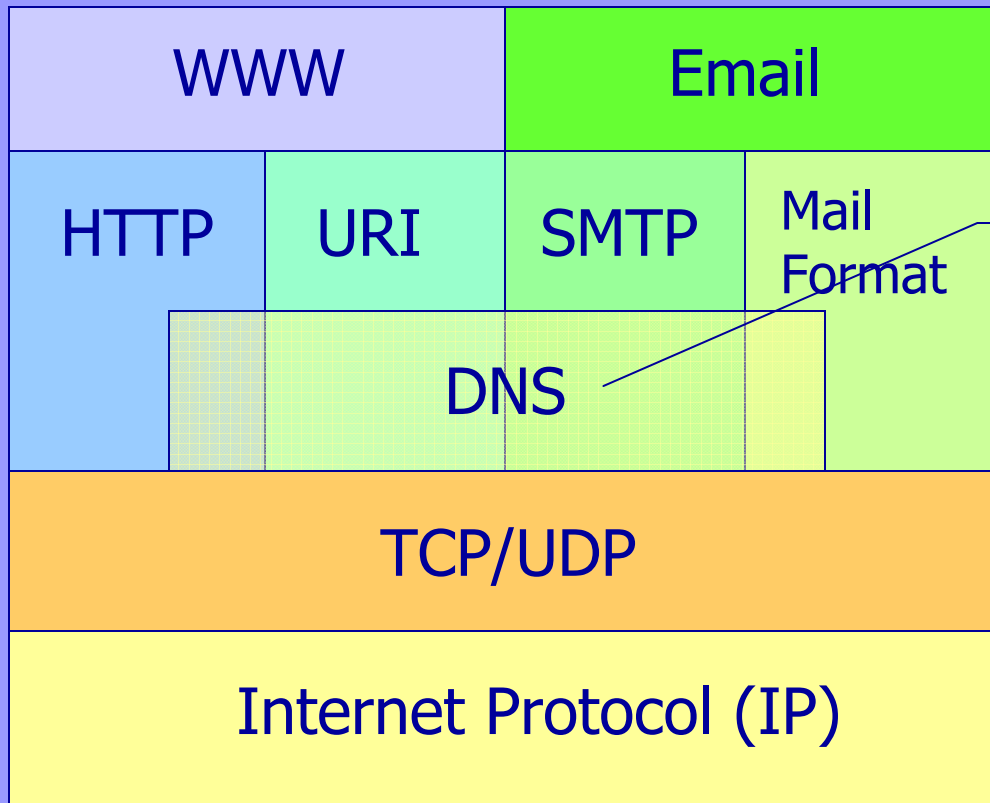 WWW
Email
HTTP
URI
SMTP
Mail
Format
DNS
TCP/UDP
Internet Protocol (IP)